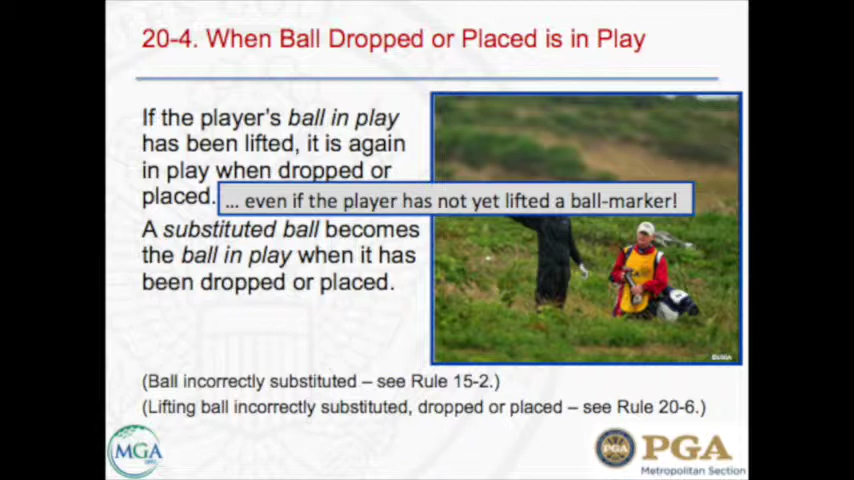 20-4. When Ball Dropped or Placed is in Play
If the player's ball in play
has been lifted, it is again
in play when dropped or
placed.
... even if the player has not yet lifted a ball-marker!
A substituted ball becomes
the ball in play when it has
been dropped or placed.
(Ball incorrectly substituted – see Rule 15-2.)
(Lifting ball incorrectly substituted, dropped or placed – see Rule 20-6.)
MGA
PGA
Metropolitan Section